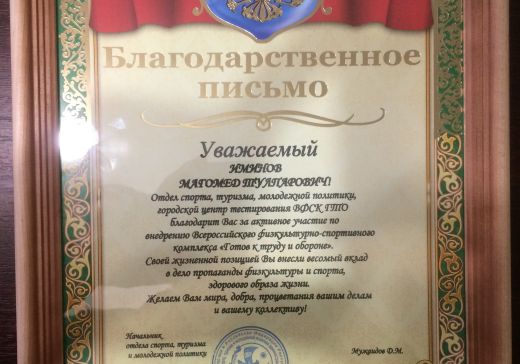 Благодарственное
письмо
Уважаемый
ИМИНОВ
МАГОМЕД ТУЛПАРОВИЧ!
Отдел спорта, туризма, молодежной политики,
городской центр тестирования ВФСК ГТО
благодарит Вас за активное участие по
внедрению Всероссийского физкультурно-спортивного
комплекса «Готов к труду и обороне».
Своей жизненной позицией Вы внесли весомый вклад
в дело пропаганды физкультуры и спорта,
здорового образа жизни.
Желаем Вам мира, добра, процветания вашим делам
и вашему коллективу!
Начальник
отдела спорта, туризма
и молодежной политики
Мужаидов Д.М.